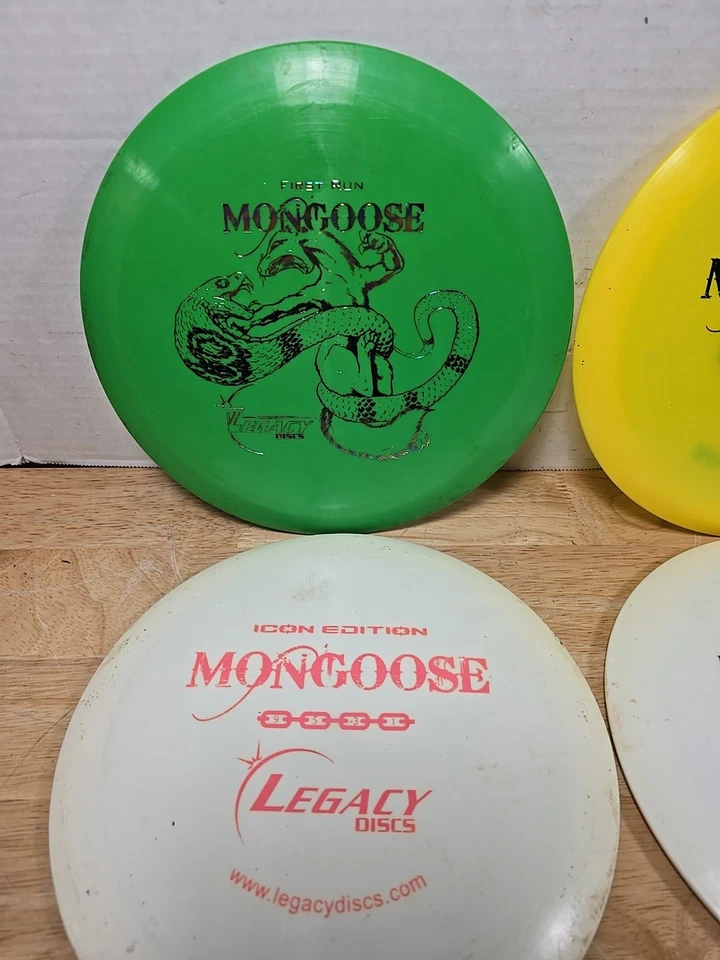 FIRST RUN
MONGOOSE
LEGACY
DISCS
M
ICON EDITION
MONGOOSE
LEGACY
DISCS
www.legacydiscs.com